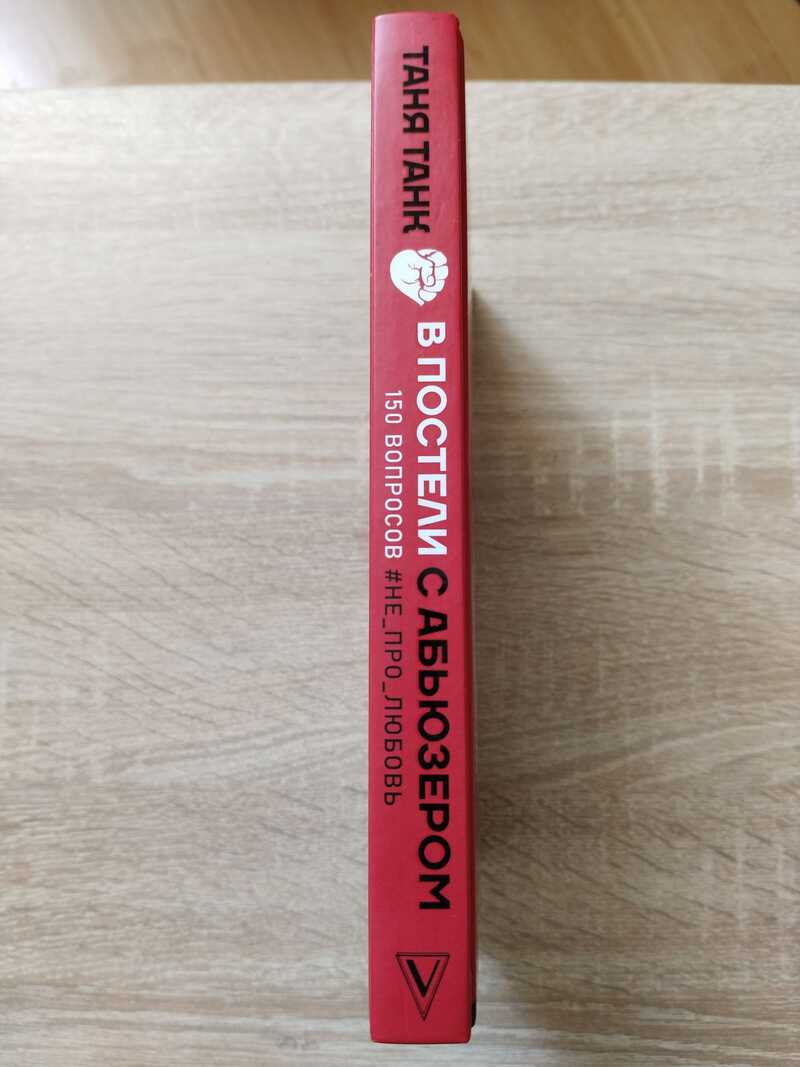 ТАНЯ ТАНК
В ПОСТЕЛИ С АБЬЮЗЕРОМ
150 ВОПРОСОВ #НЕ_ПРО_ЛЮБОВЬ